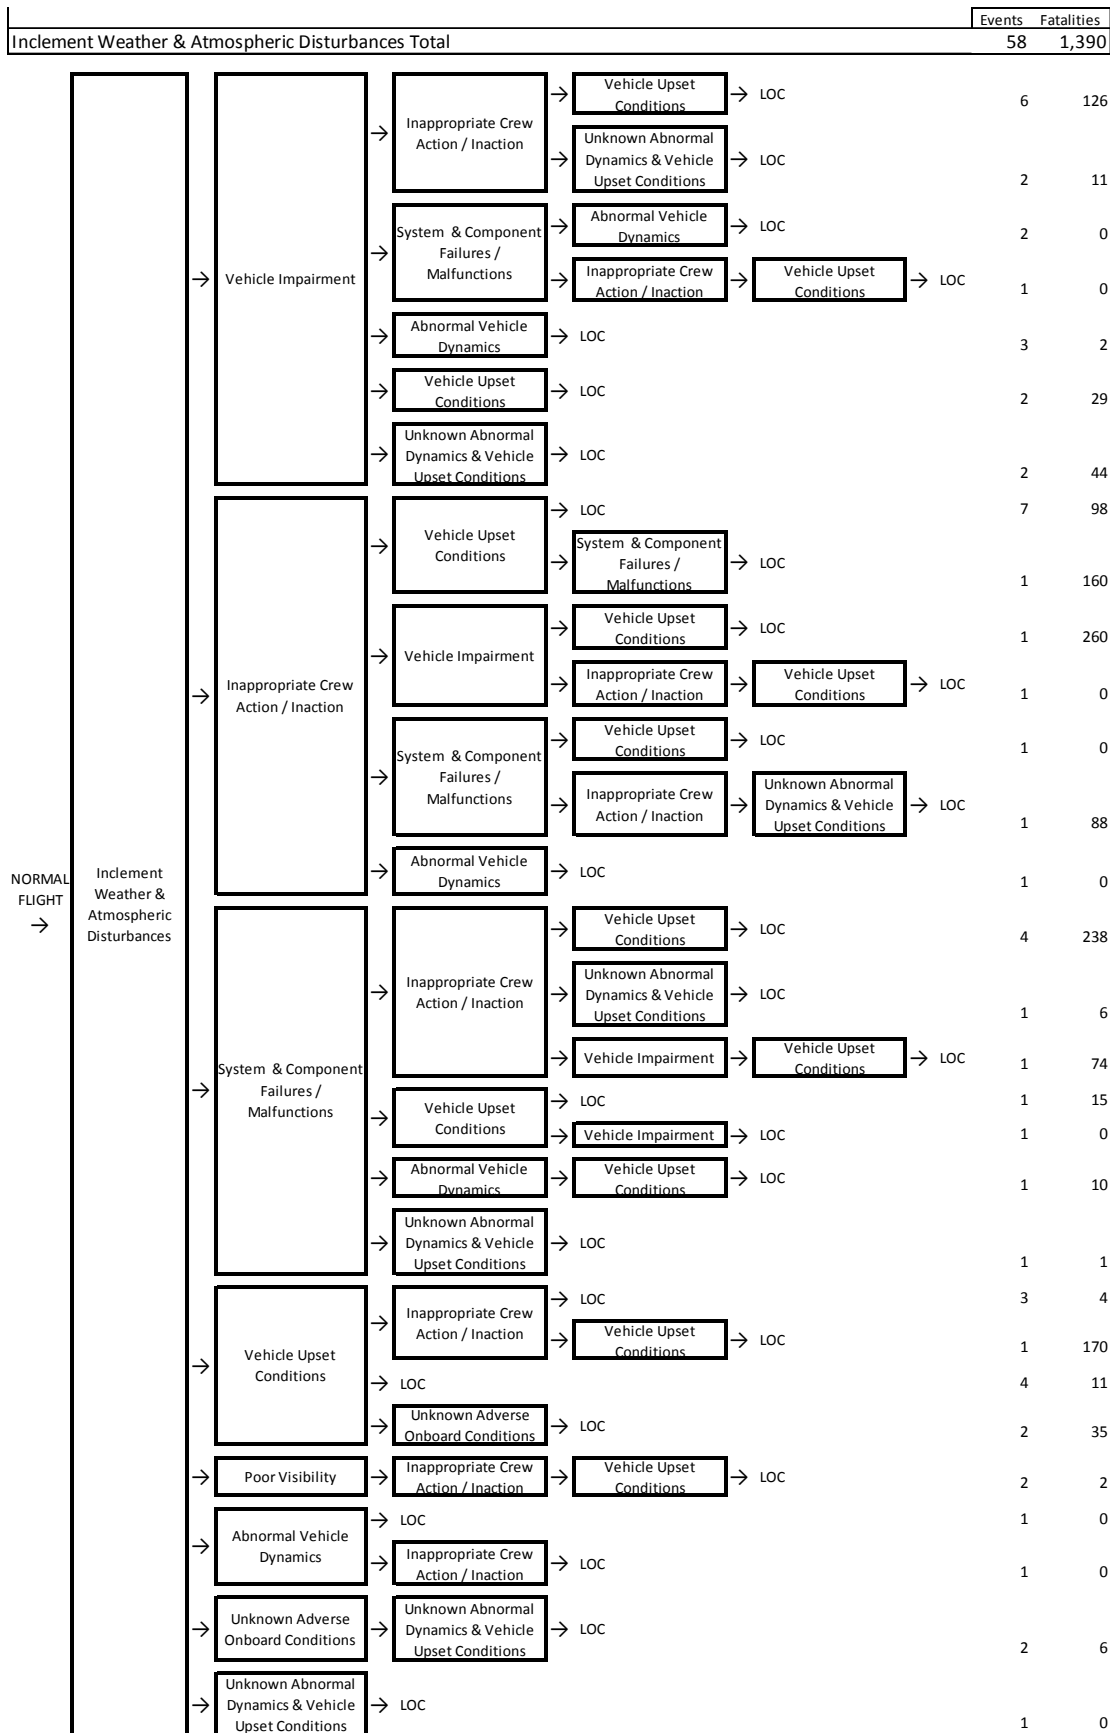 Events Fatalities
Inclement Weather & Atmospheric Disturbances Total 58 1,390
NORMAL
FLIGHT
→
Inclement
Weather &
Atmospheric
Disturbances
→ Vehicle Impairment
→ Inappropriate Crew
Action / Inaction
→ Vehicle Upset
Conditions → LOC 6 126
→ Unknown Abnormal
Dynamics & Vehicle
Upset Conditions → LOC 2 11
→ System & Component
Failures /
Malfunctions
→ Abnormal Vehicle
Dynamics → LOC 2 0
→ Inappropriate Crew
Action / Inaction → Vehicle Upset
Conditions → LOC 1 0
→ Abnormal Vehicle
Dynamics → LOC 3 2
→ Vehicle Upset
Conditions → LOC 2 29
→ Unknown Abnormal
Dynamics & Vehicle
Upset Conditions → LOC 2 44
→ Inappropriate Crew
Action / Inaction
→ Vehicle Upset
Conditions
→ LOC 7 98
→ System & Component
Failures /
Malfunctions → LOC 1 160
→ Vehicle Impairment
→ Vehicle Upset
Conditions → LOC 1 260
→ Inappropriate Crew
Action / Inaction → Vehicle Upset
Conditions → LOC 1 0
→ System & Component
Failures /
Malfunctions
→ Vehicle Upset
Conditions → LOC 1 0
→ Inappropriate Crew
Action / Inaction → Unknown Abnormal
Dynamics & Vehicle
Upset Conditions → LOC 1 88
→ Abnormal Vehicle
Dynamics → LOC 1 0
→ System & Component
Failures /
Malfunctions
→ Inappropriate Crew
Action / Inaction
→ Vehicle Upset
Conditions → LOC 4 238
→ Unknown Abnormal
Dynamics & Vehicle
Upset Conditions → LOC 1 6
→ Vehicle Impairment → Vehicle Upset
Conditions → LOC 1 74
→ Vehicle Upset
Conditions
→ LOC 1 15
→ Vehicle Impairment → LOC 1 0
→ Abnormal Vehicle
Dynamics → Vehicle Upset
Conditions → LOC 1 10
→ Unknown Abnormal
Dynamics & Vehicle
Upset Conditions → LOC 1 1
→ Vehicle Upset
Conditions
→ Inappropriate Crew
Action / Inaction
→ LOC 3 4
→ Vehicle Upset
Conditions → LOC 1 170
→ LOC 4 11
→ Unknown Adverse
Onboard Conditions → LOC 2 35
→ Poor Visibility → Inappropriate Crew
Action / Inaction → Vehicle Upset
Conditions → LOC 2 2
→ Abnormal Vehicle
Dynamics
→ LOC 1 0
→ Inappropriate Crew
Action / Inaction → LOC 1 0
→ Unknown Adverse
Onboard Conditions → Unknown Abnormal
Dynamics & Vehicle
Upset Conditions → LOC 2 6
→ Unknown Abnormal
Dynamics & Vehicle
Upset Conditions → LOC 1 0